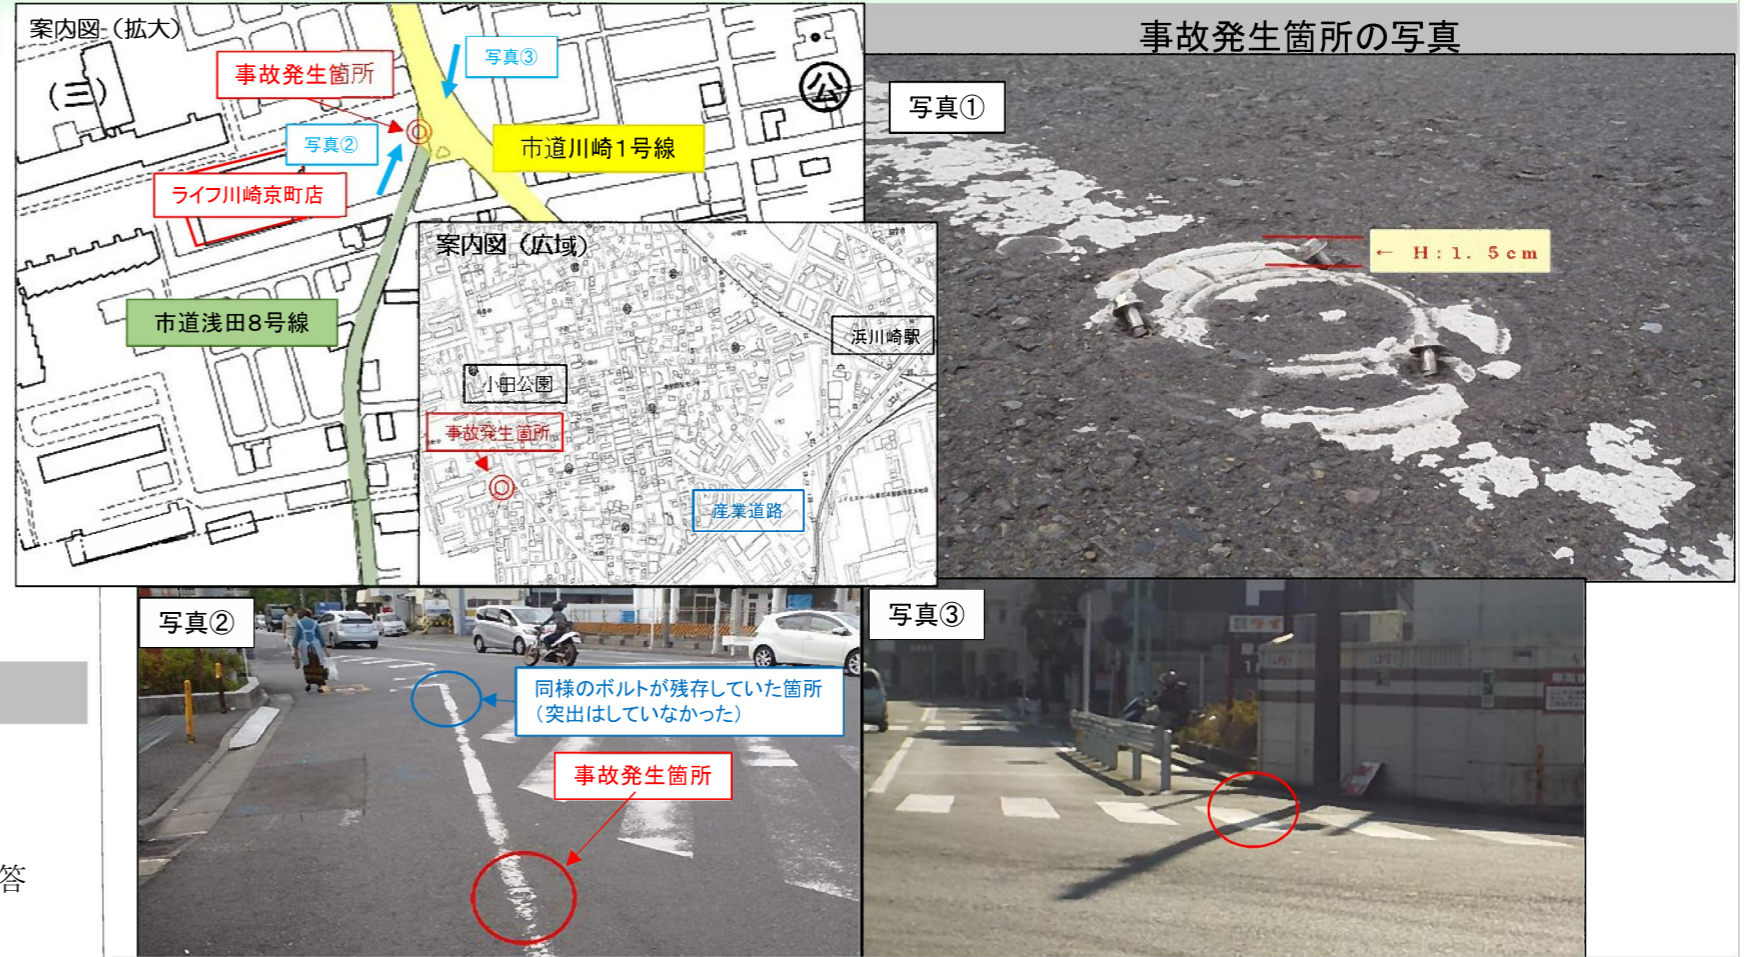 案内図（拡大）
事故発生箇所
写真③
公
(三)
写真②
市道川崎１号線
ライフ川崎京町店
市道浅田８号線
案内図（広域）
浜川崎駅
小田公園
事故発生箇所
産業道路
事故発生箇所の写真
写真①
← H:1.5cm
写真②
同様のボルトが残存していた箇所
（突出はしていなかった）
事故発生箇所
写真③
答